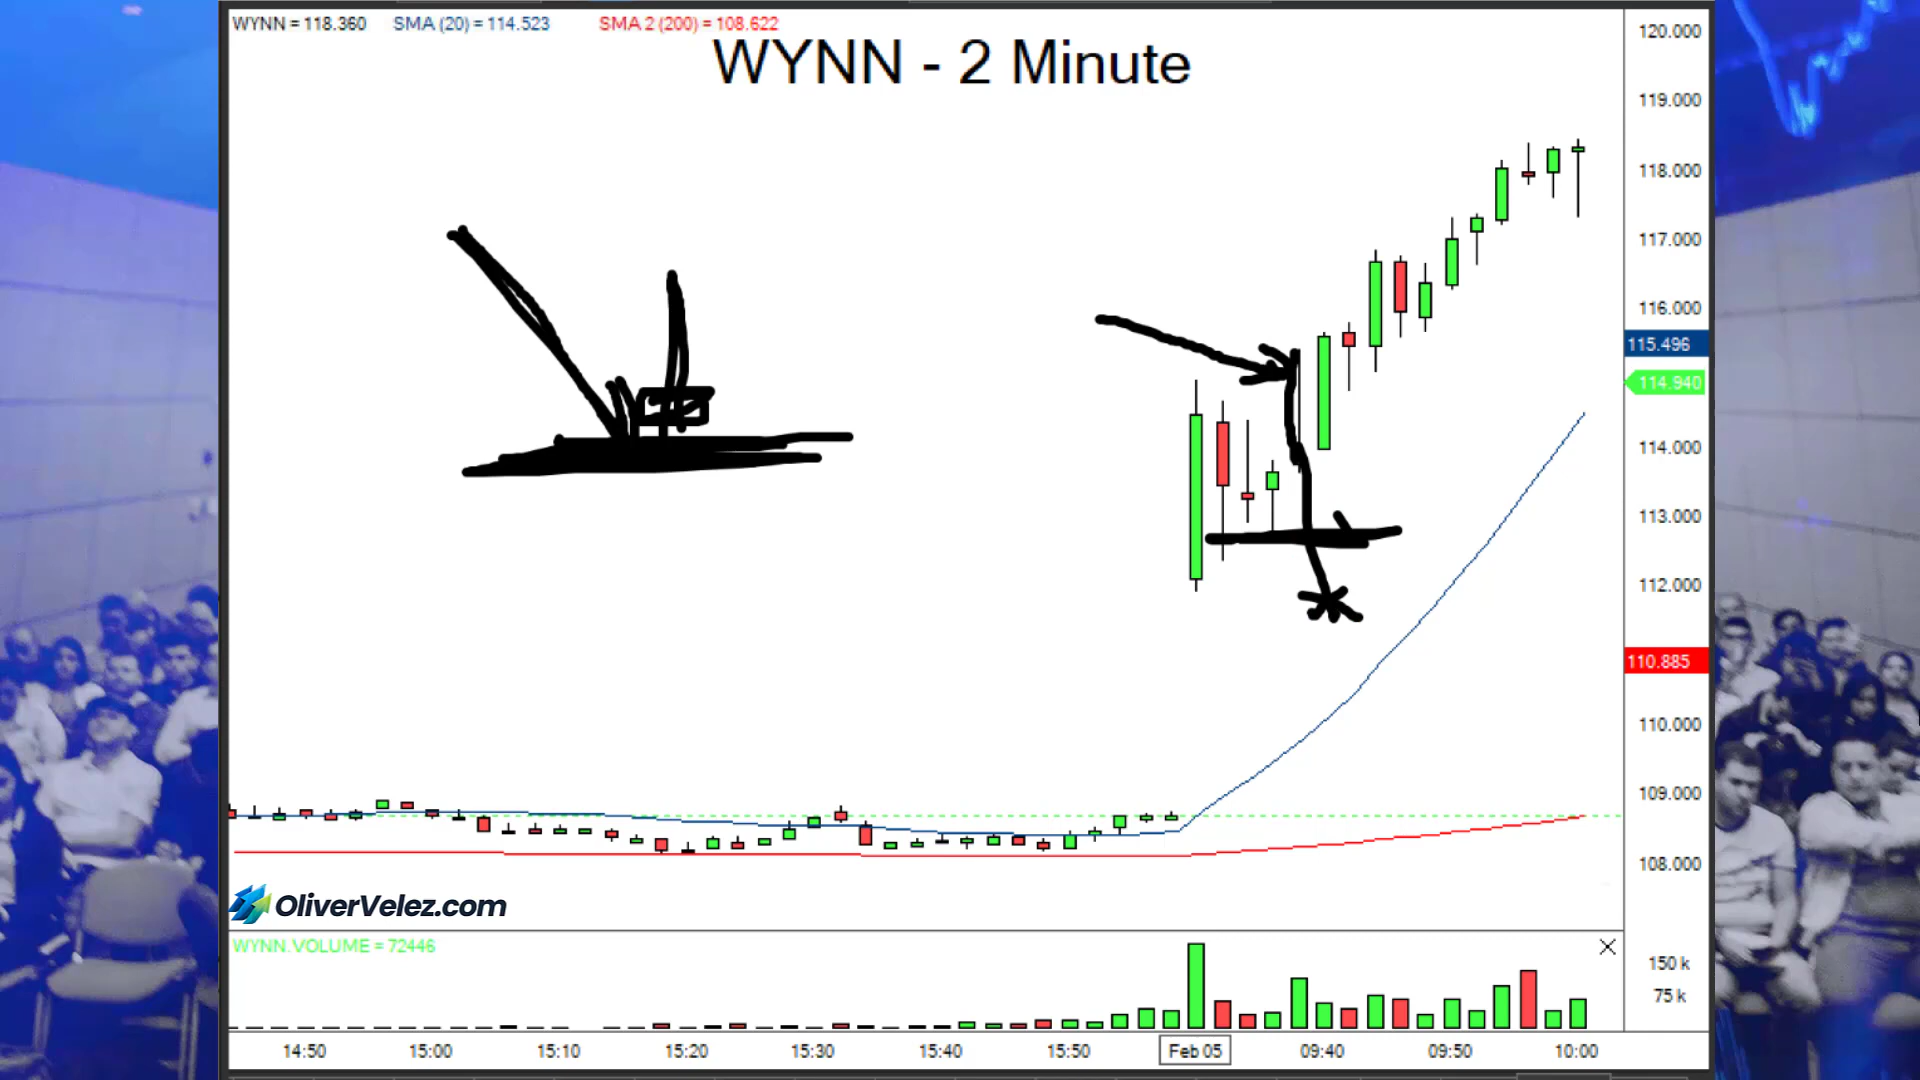 WYNN = 118.360 SMA (20) = 114.523 SMA 2 (200) = 108.622
WYNN - 2 Minute
120.000
119.000
118.000
117.000
116.000
115.496
114.940
114.000
113.000
112.000
110.885
110.000
109.000
108.000
OliverVelez.com
WYNN.VOLUME = 72446
150 k
75 k
14:50 15:00 15:10 15:20 15:30 15:40 15:50 Feb 05 09:40 09:50 10:00